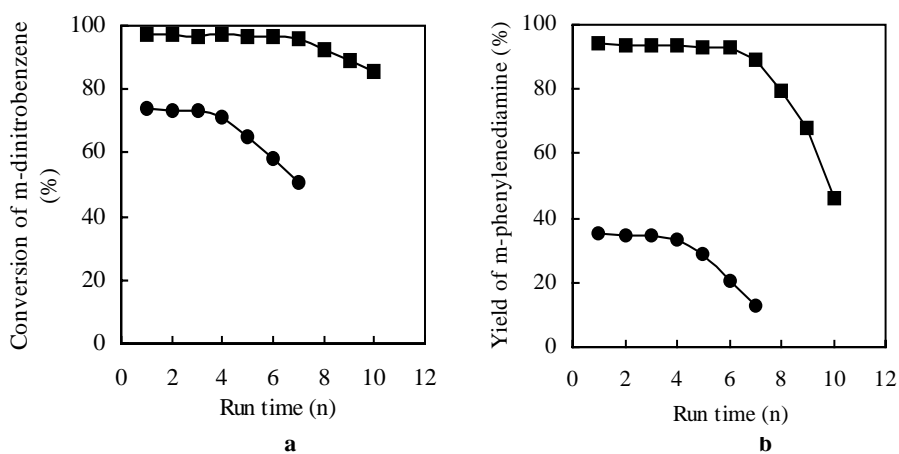 Conversion of m-dinitrobenzene
(%)
100
80
60
40
20
0
0 2 4 6 8 10 12
Run time (n)
a
Yield of m-phenylenediamine (%)
100
80
60
40
20
0
0 2 4 6 8 10 12
Run time (n)
b